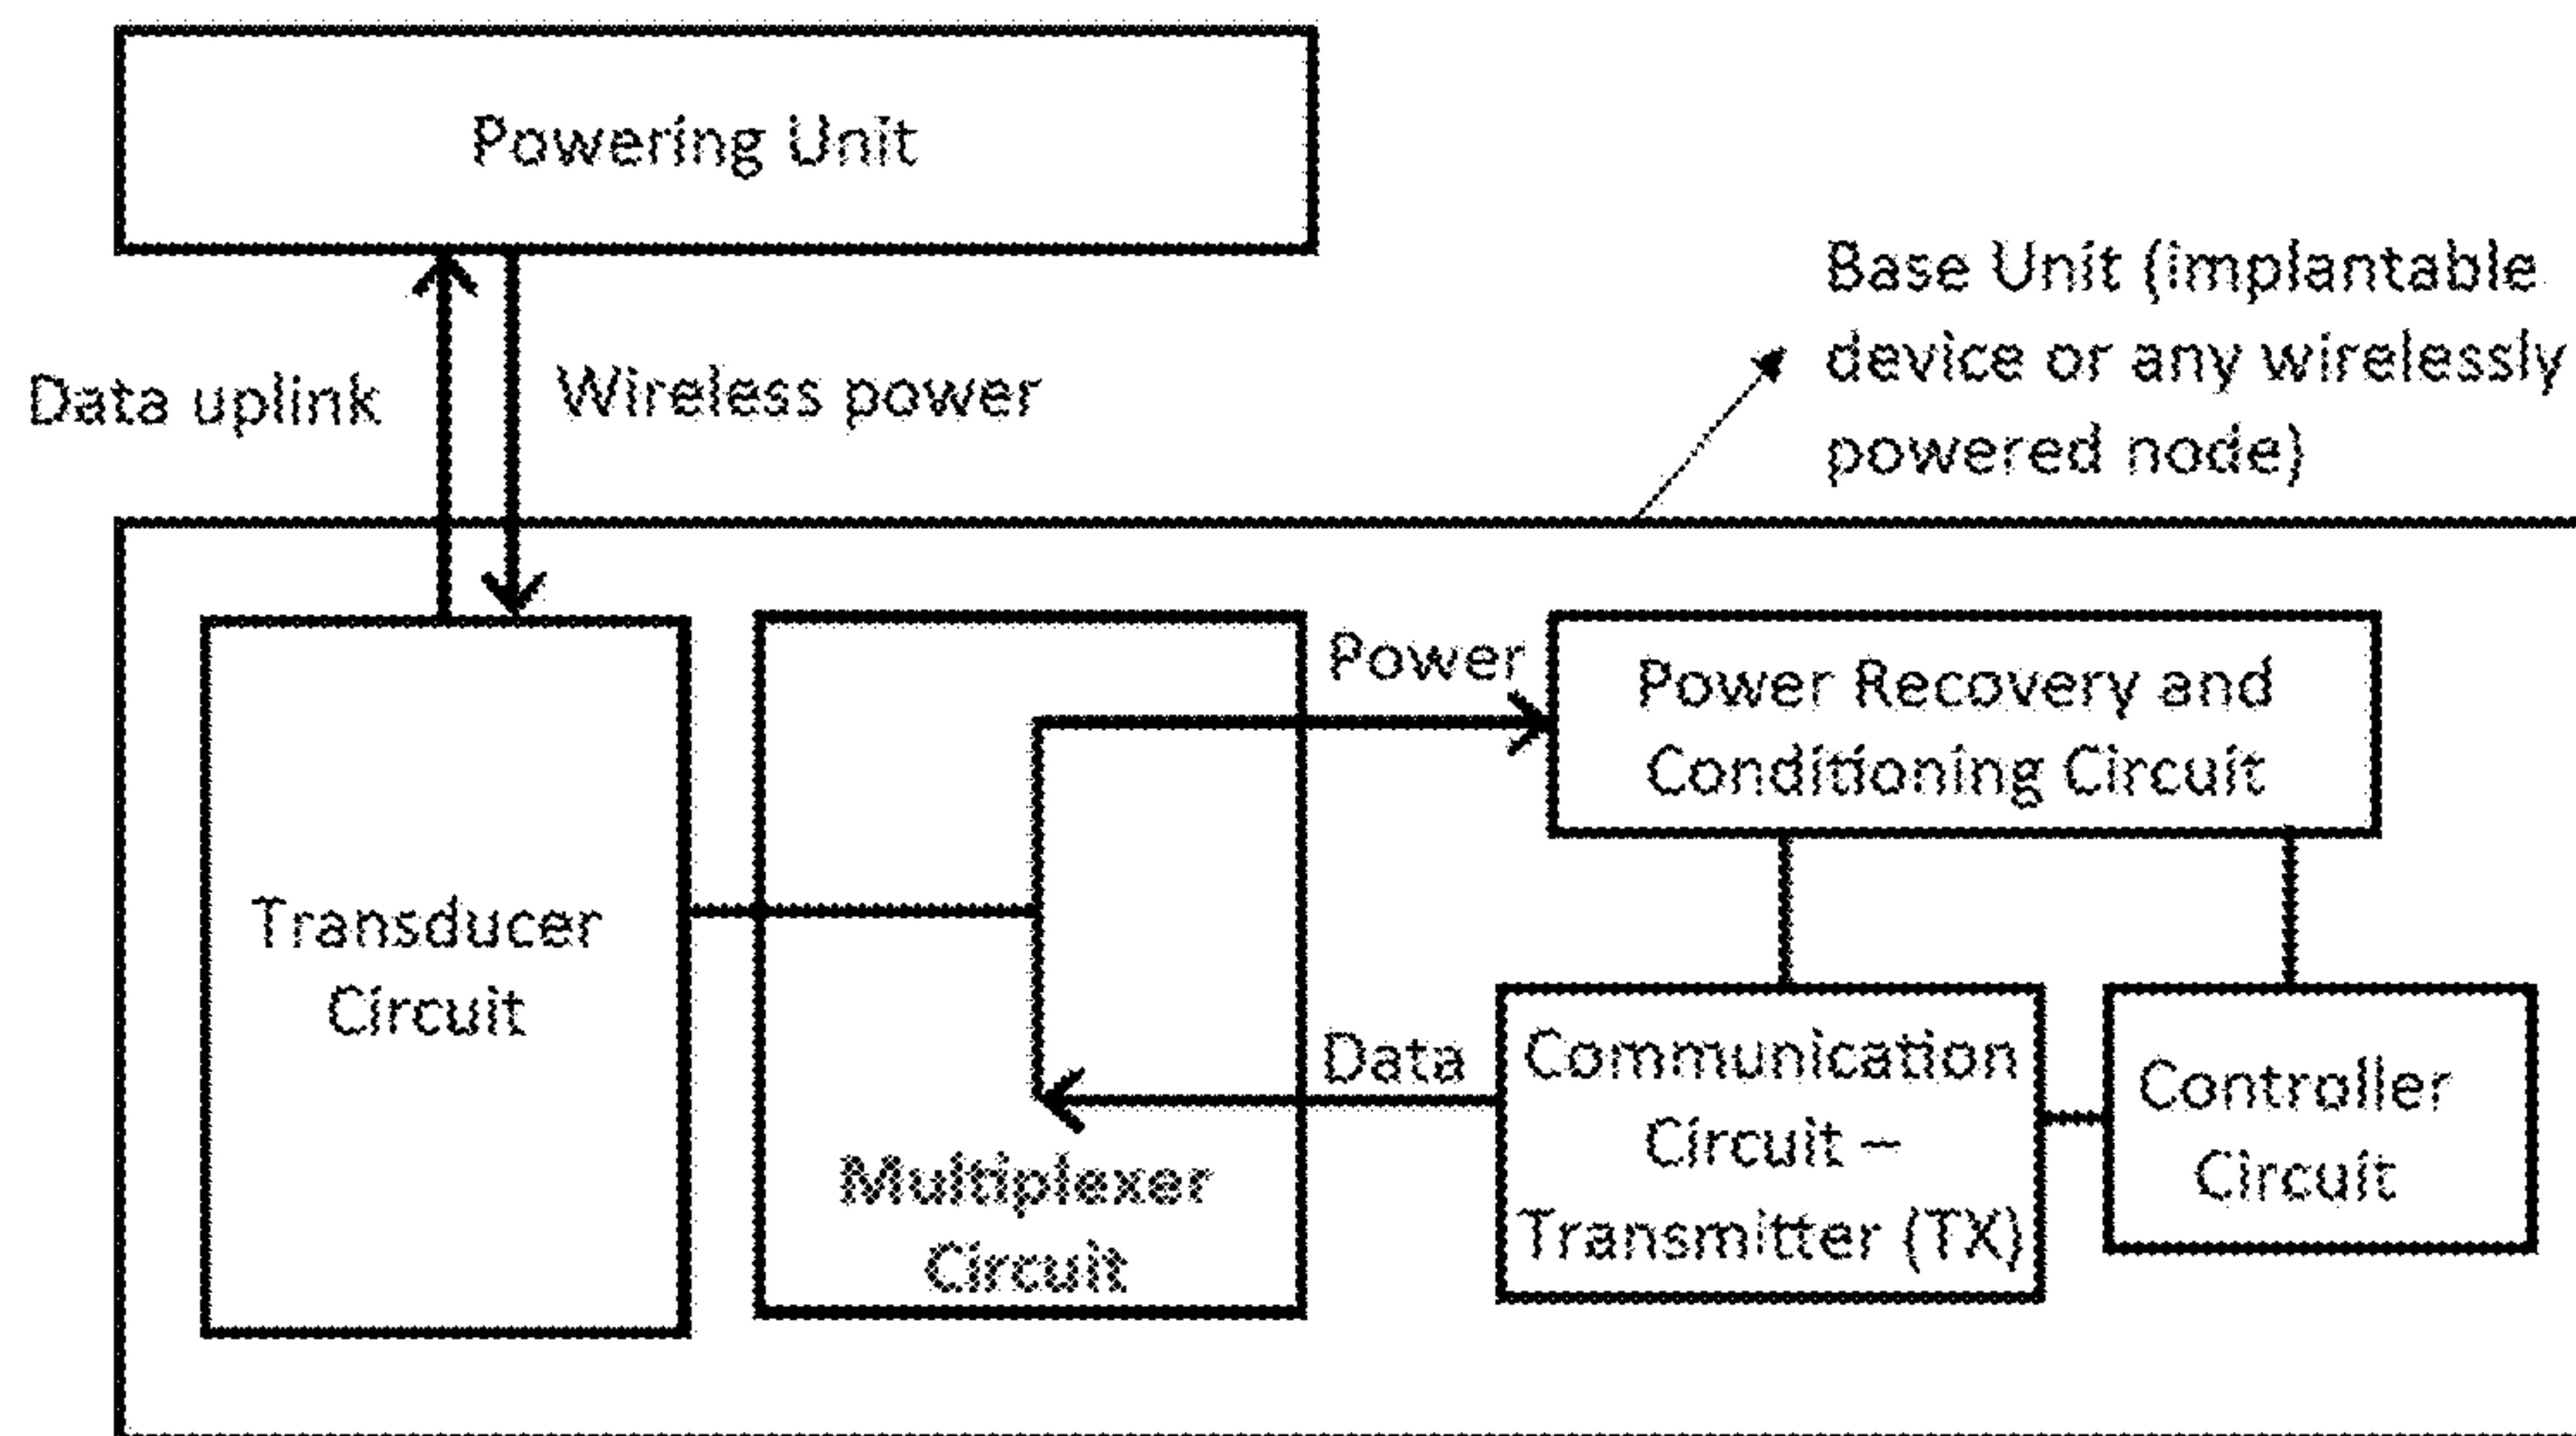 Powering Unit
Data uplink
Wireless power
Base Unit (implantable
device or any wirelessly
powered node)
Transducer
Circuit
Multiplexer
Circuit
Power
Data
Power Recovery and
Conditioning Circuit
Communication
Circuit –
Transmitter (TX)
Controller
Circuit